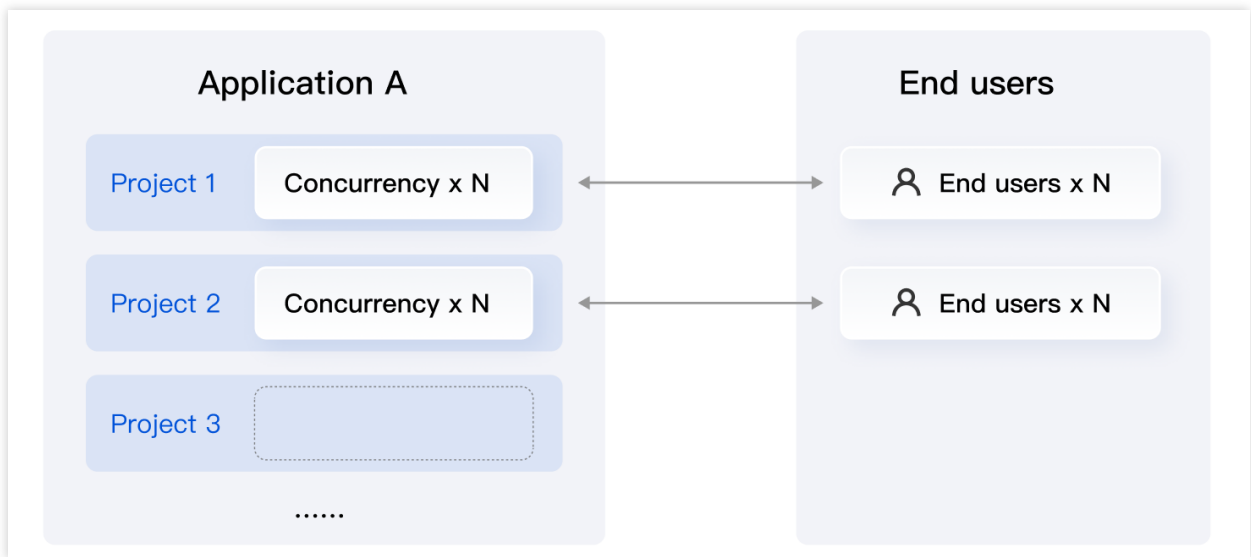 Application A
End users
Project 1
Concurrency x N
End users x N
Project 2
Concurrency x N
End users x N
Project 3
......